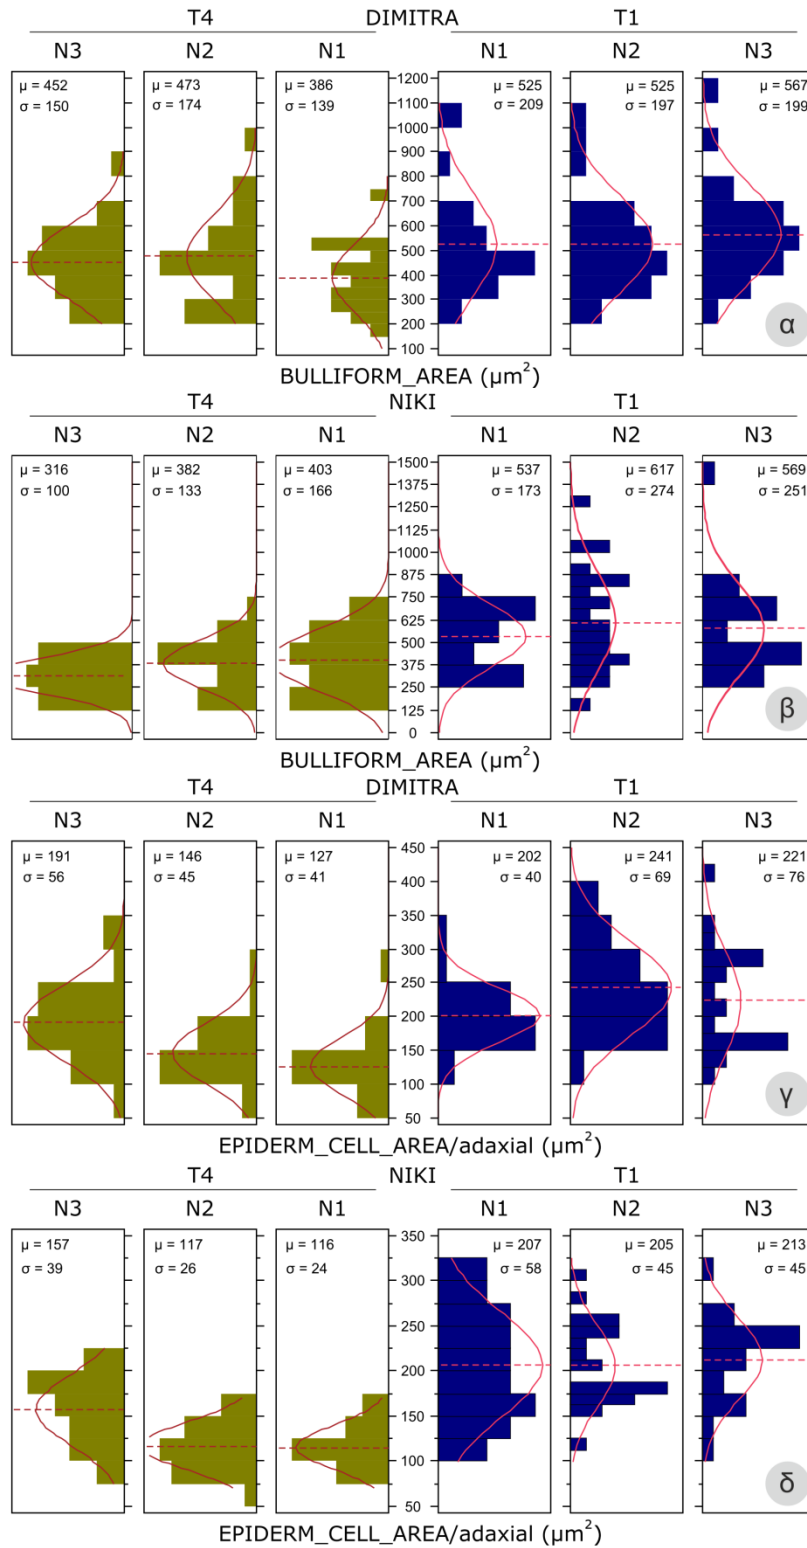 T4 DIMITRA T1
N3 N2 N1 N1 N2 N3
μ = 452 μ = 473 μ = 386 μ = 525 μ = 525 μ = 567
σ = 150 σ = 174 σ = 139 σ = 209 σ = 197 σ = 199
1200
1100
1000
900
800
700
600
500
400
300
200
100
α
BULLIFORM_AREA (μm²)
T4 NIKI T1
N3 N2 N1 N1 N2 N3
μ = 316 μ = 382 μ = 403 μ = 537 μ = 617 μ = 569
σ = 100 σ = 133 σ = 166 σ = 173 σ = 274 σ = 251
1500
1375
1250
1125
1000
875
750
625
500
375
250
125
0
β
BULLIFORM_AREA (μm²)
T4 DIMITRA T1
N3 N2 N1 N1 N2 N3
μ = 191 μ = 146 μ = 127 μ = 202 μ = 241 μ = 221
σ = 56 σ = 45 σ = 41 σ = 40 σ = 69 σ = 76
450
400
350
300
250
200
150
100
50
γ
EPIDERM_CELL_AREA/adaxial (μm²)
T4 NIKI T1
N3 N2 N1 N1 N2 N3
μ = 157 μ = 117 μ = 116 μ = 207 μ = 205 μ = 213
σ = 39 σ = 26 σ = 24 σ = 58 σ = 45 σ = 45
350
300
250
200
150
100
50
δ
EPIDERM_CELL_AREA/adaxial (μm²)